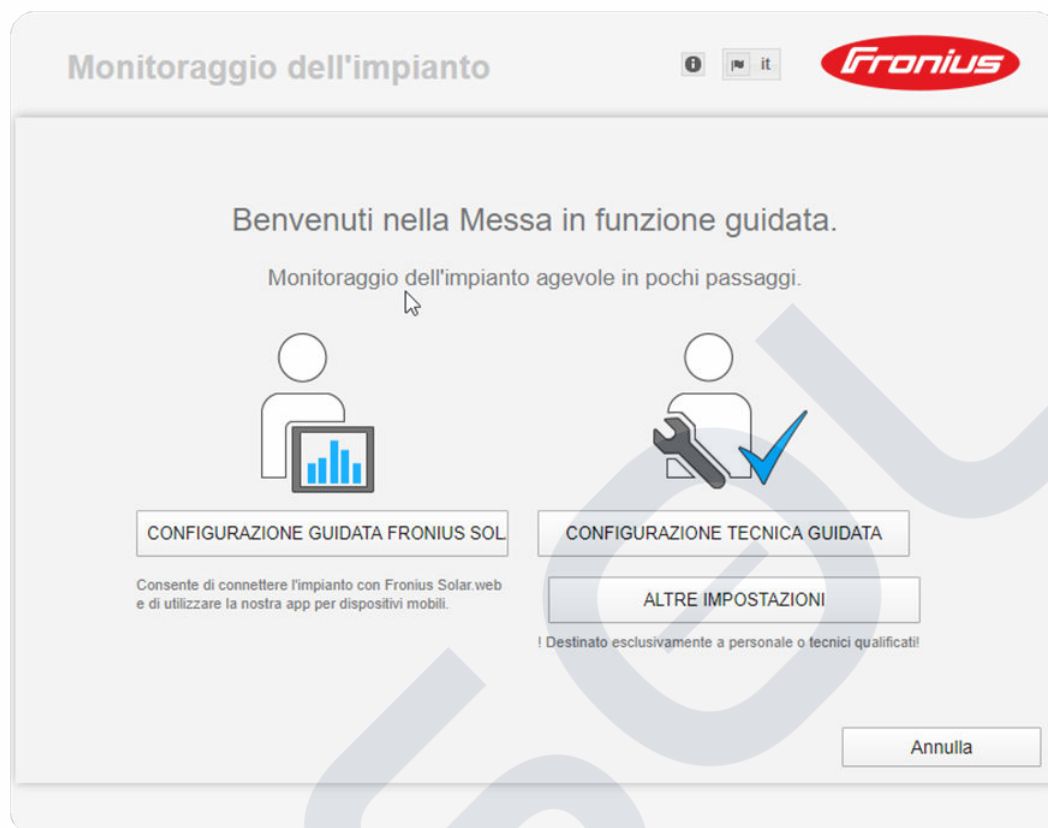 Monitoraggio dell'impianto
it
Fronius
Benvenuti nella Messa in funzione guidata.
Monitoraggio dell'impianto agevole in pochi passaggi.
CONFIGURAZIONE GUIDATA FRONIUS SOL
CONFIGURAZIONE TECNICA GUIDATA
Consente di connettere l'impianto con Fronius Solar.web
e di utilizzare la nostra app per dispositivi mobili.
ALTRE IMPOSTAZIONI
! Destinato esclusivamente a personale o tecnici qualificati!
Annulla